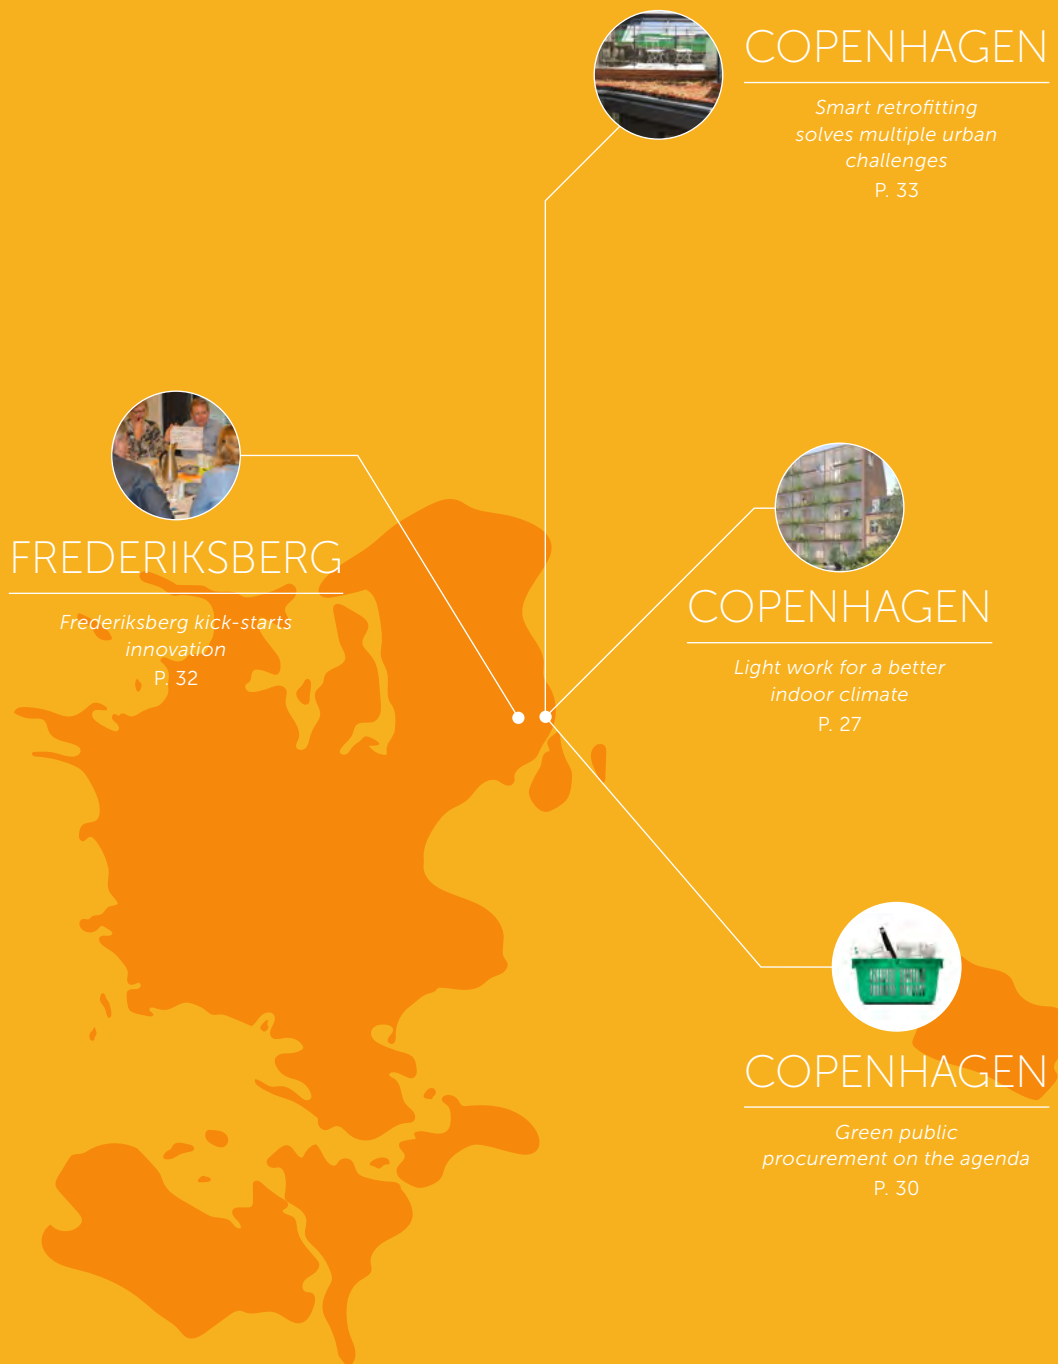 COPENHAGEN
Smart retrofitting
solves multiple urban
challenges
P. 33
FREDERIKSBERG
Frederiksberg kick-starts
innovation
P. 32
COPENHAGEN
Light work for a better
indoor climate
P. 27
COPENHAGEN
Green public
procurement on the agenda
P. 30